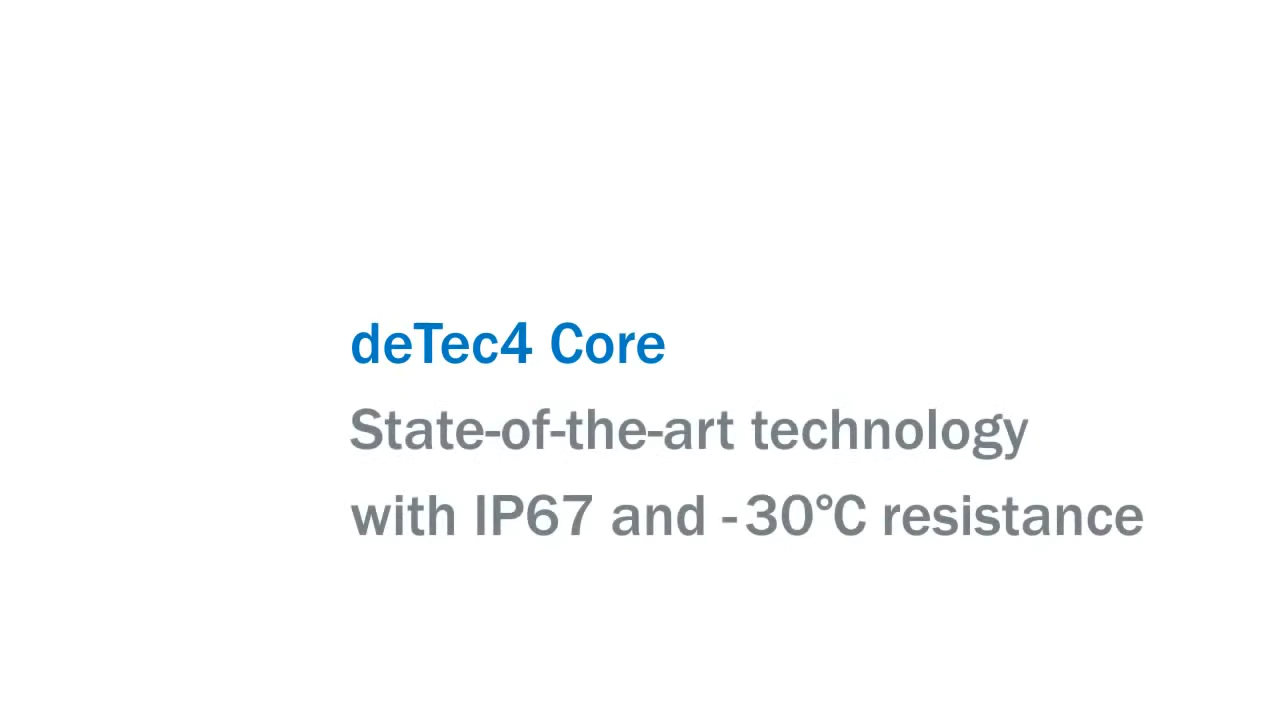 deTec4 Core
State-of-the-art technology
with IP67 and -30°C resistance